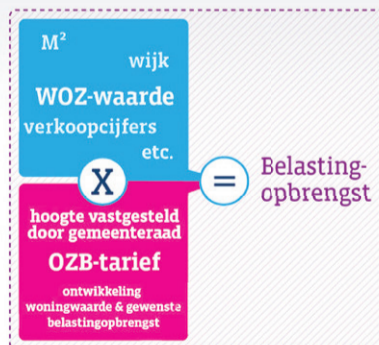 M²
wijk
WOZ-waarde
verkoopcijfers
etc.
X
=
Belasting-
opbrengst
hoogte vastgesteld
door gemeenteraad
OZB-tarief
ontwikkeling
woningwaarde & gewenste
belastingopbrengst